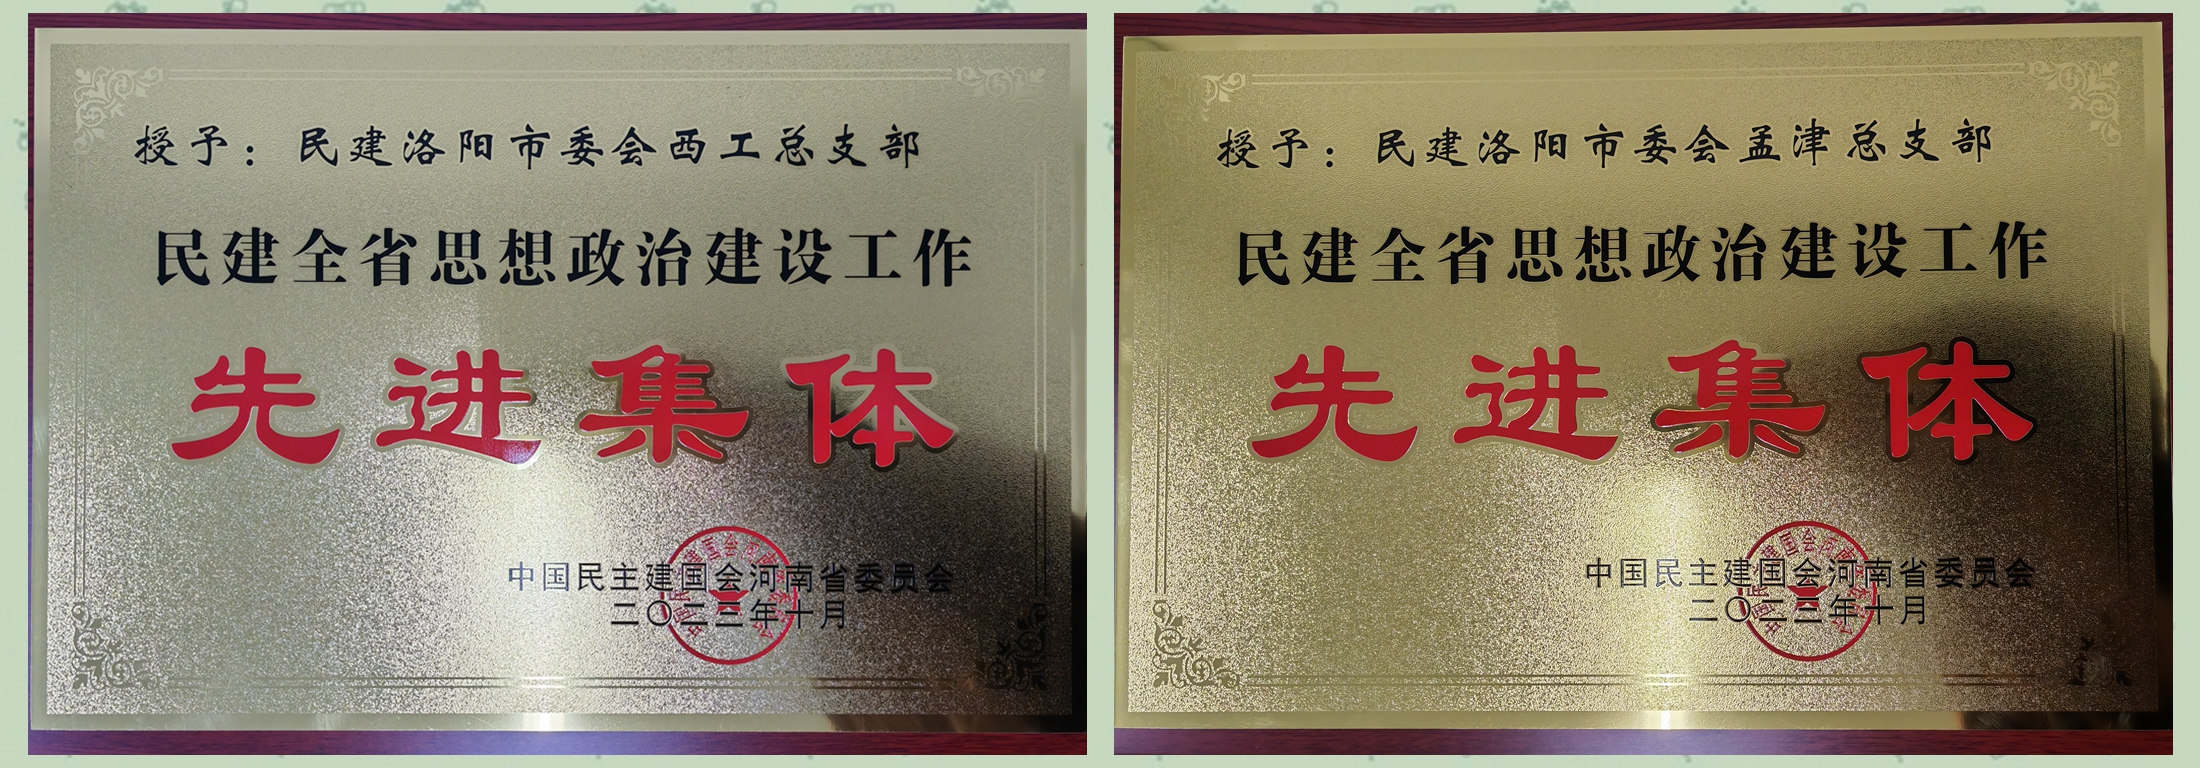 授予：民建洛阳市委会西工总支部
民建全省思想政治建设工作
先进集体
中国民主建国会河南省委员会
二〇二三年十月
授予：民建洛阳市委会孟津总支部
民建全省思想政治建设工作
先进集体
中国民主建国会河南省委员会
二〇二三年十月